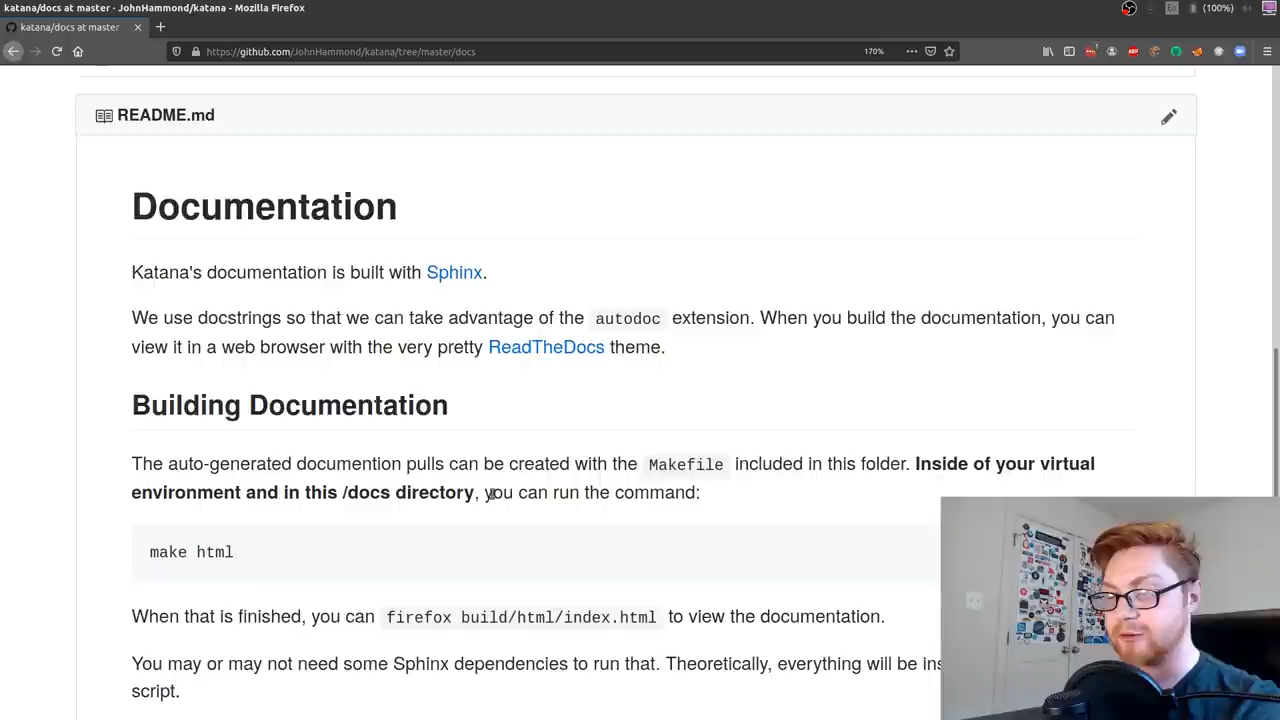 katana/docs at master · JohnHammond/katana - Mozilla Firefox
En
(100%)
katana/docs at master
https://github.com/JohnHammond/katana/tree/master/docs
170%
ABP
README.md
Documentation
Katana's documentation is built with Sphinx.
We use docstrings so that we can take advantage of the autodoc extension. When you build the documentation, you can
view it in a web browser with the very pretty ReadTheDocs theme.
Building Documentation
The auto-generated documention pulls can be created with the Makefile included in this folder. Inside of your virtual
environment and in this /docs directory, you can run the command:
make html
When that is finished, you can firefox build/html/index.html to view the documentation.
You may or may not need some Sphinx dependencies to run that. Theoretically, everything will be ins
script.